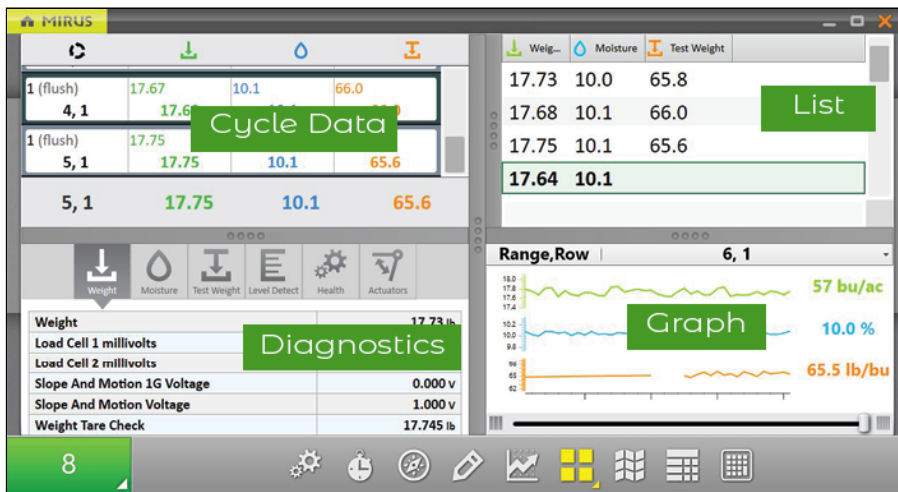 MIRUS
1 (flush) 17.67 10.1 66.0
4, 1
1 (flush) 17.75
5, 1 17.75 10.1 65.6
5, 1 17.75 10.1 65.6
Cycle Data
Weig... Moisture Test Weight
17.73 10.0 65.8
17.68 10.1 66.0
17.75 10.1 65.6
17.64 10.1
List
Weight Moisture Test Weight Level Detect Health Actuators
Weight 17.73 lb
Load Cell 1 millivolts
Load Cell 2 millivolts
Slope And Motion 1G Voltage 0.000 v
Slope And Motion Voltage 1.000 v
Weight Tare Check 17.745 lb
Diagnostics
Range,Row 6, 1
18.0
17.8
17.6
17.4
57 bu/ac
10.2
10.0
9.8
10.0 %
65
62
65.5 lb/bu
Graph
8